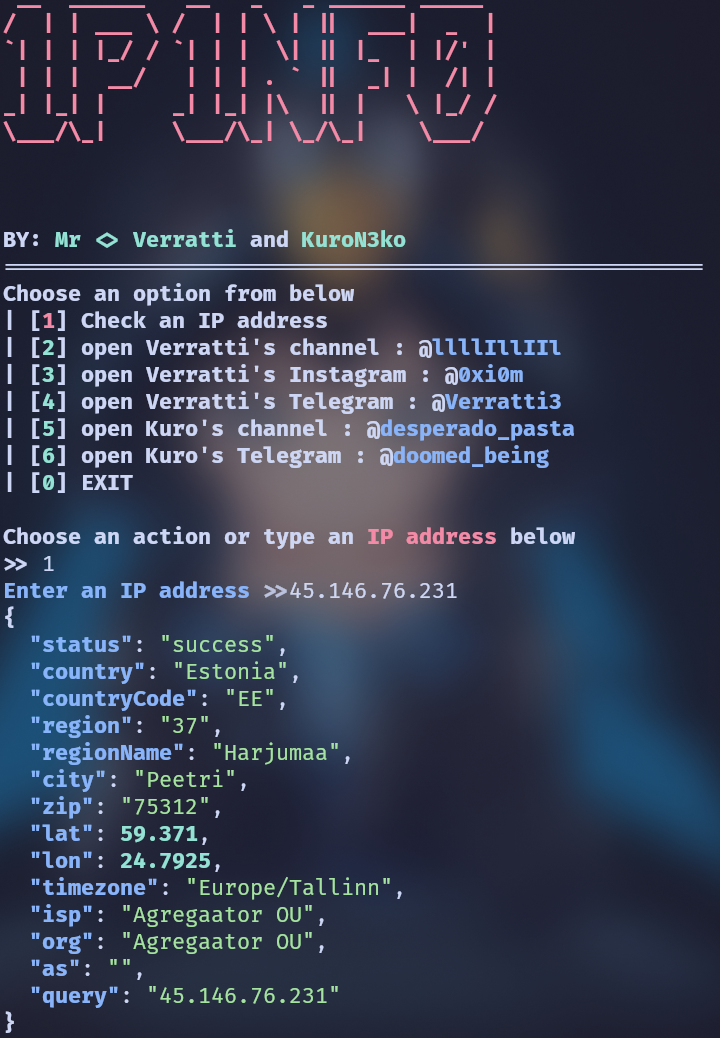 IPINFO
BY: Mr <> Verratti and KuroN3ko
Choose an option from below
| [1] Check an IP address
| [2] open Verratti's channel : @llllIllIIl
| [3] open Verratti's Instagram : @0xi0m
| [4] open Verratti's Telegram : @Verratti3
| [5] open Kuro's channel : @desperado_pasta
| [6] open Kuro's Telegram : @doomed_being
| [0] EXIT
Choose an action or type an IP address below
>> 1
Enter an IP address >>45.146.76.231
{
"status": "success",
"country": "Estonia",
"countryCode": "EE",
"region": "37",
"regionName": "Harjumaa",
"city": "Peetri",
"zip": "75312",
"lat": 59.371,
"lon": 24.7925,
"timezone": "Europe/Tallinn",
"isp": "Agregaator OU",
"org": "Agregaator OU",
"as": "",
"query": "45.146.76.231"
}